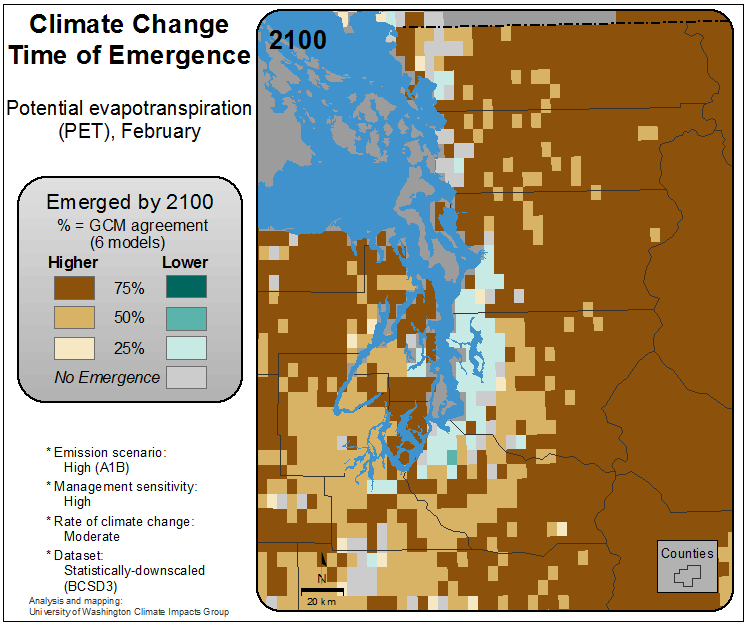 Climate Change
Time of Emergence
Potential evapotranspiration
(PET), February
Emerged by 2100
% = GCM agreement
(6 models)
Higher Lower
75%
50%
25%
No Emergence
* Emission scenario:
High (A1B)
* Management sensitivity:
High
* Rate of climate change:
Moderate
* Dataset:
Statistically-downscaled
(BCSD3)
Analysis and mapping:
University of Washington Climate Impacts Group
2100
N
20 km
Counties